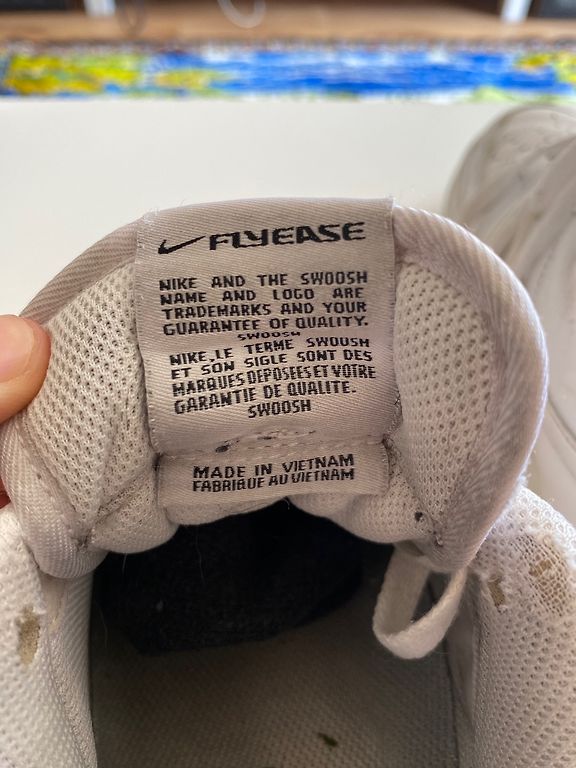 FLYEASE
NIKE AND THE SWOOSH
NAME AND LOGO ARE
TRADEMARKS AND YOUR
GUARANTEE OF QUALITY.
SWOOSH
NIKE,LE TERME SWOOSH
ET SON SIGLE SONT DES
MARQUES DEPOSEES ET VOTRE
GARANTIE DE QUALITE.
SWOOSH
MADE IN VIETNAM
FABRIQUE AU VIETNAM